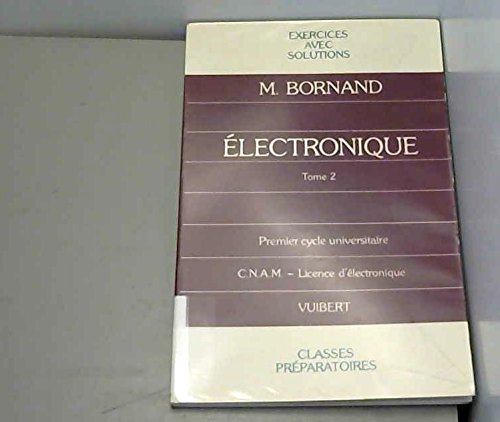 EXERCICES
AVEC
SOLUTIONS
M. BORNAND
ÉLECTRONIQUE
Tome 2
Premier cycle universitaire
C.N.A.M. – Licence d'électronique
VUIBERT
CLASSES
PRÉPARATOIRES